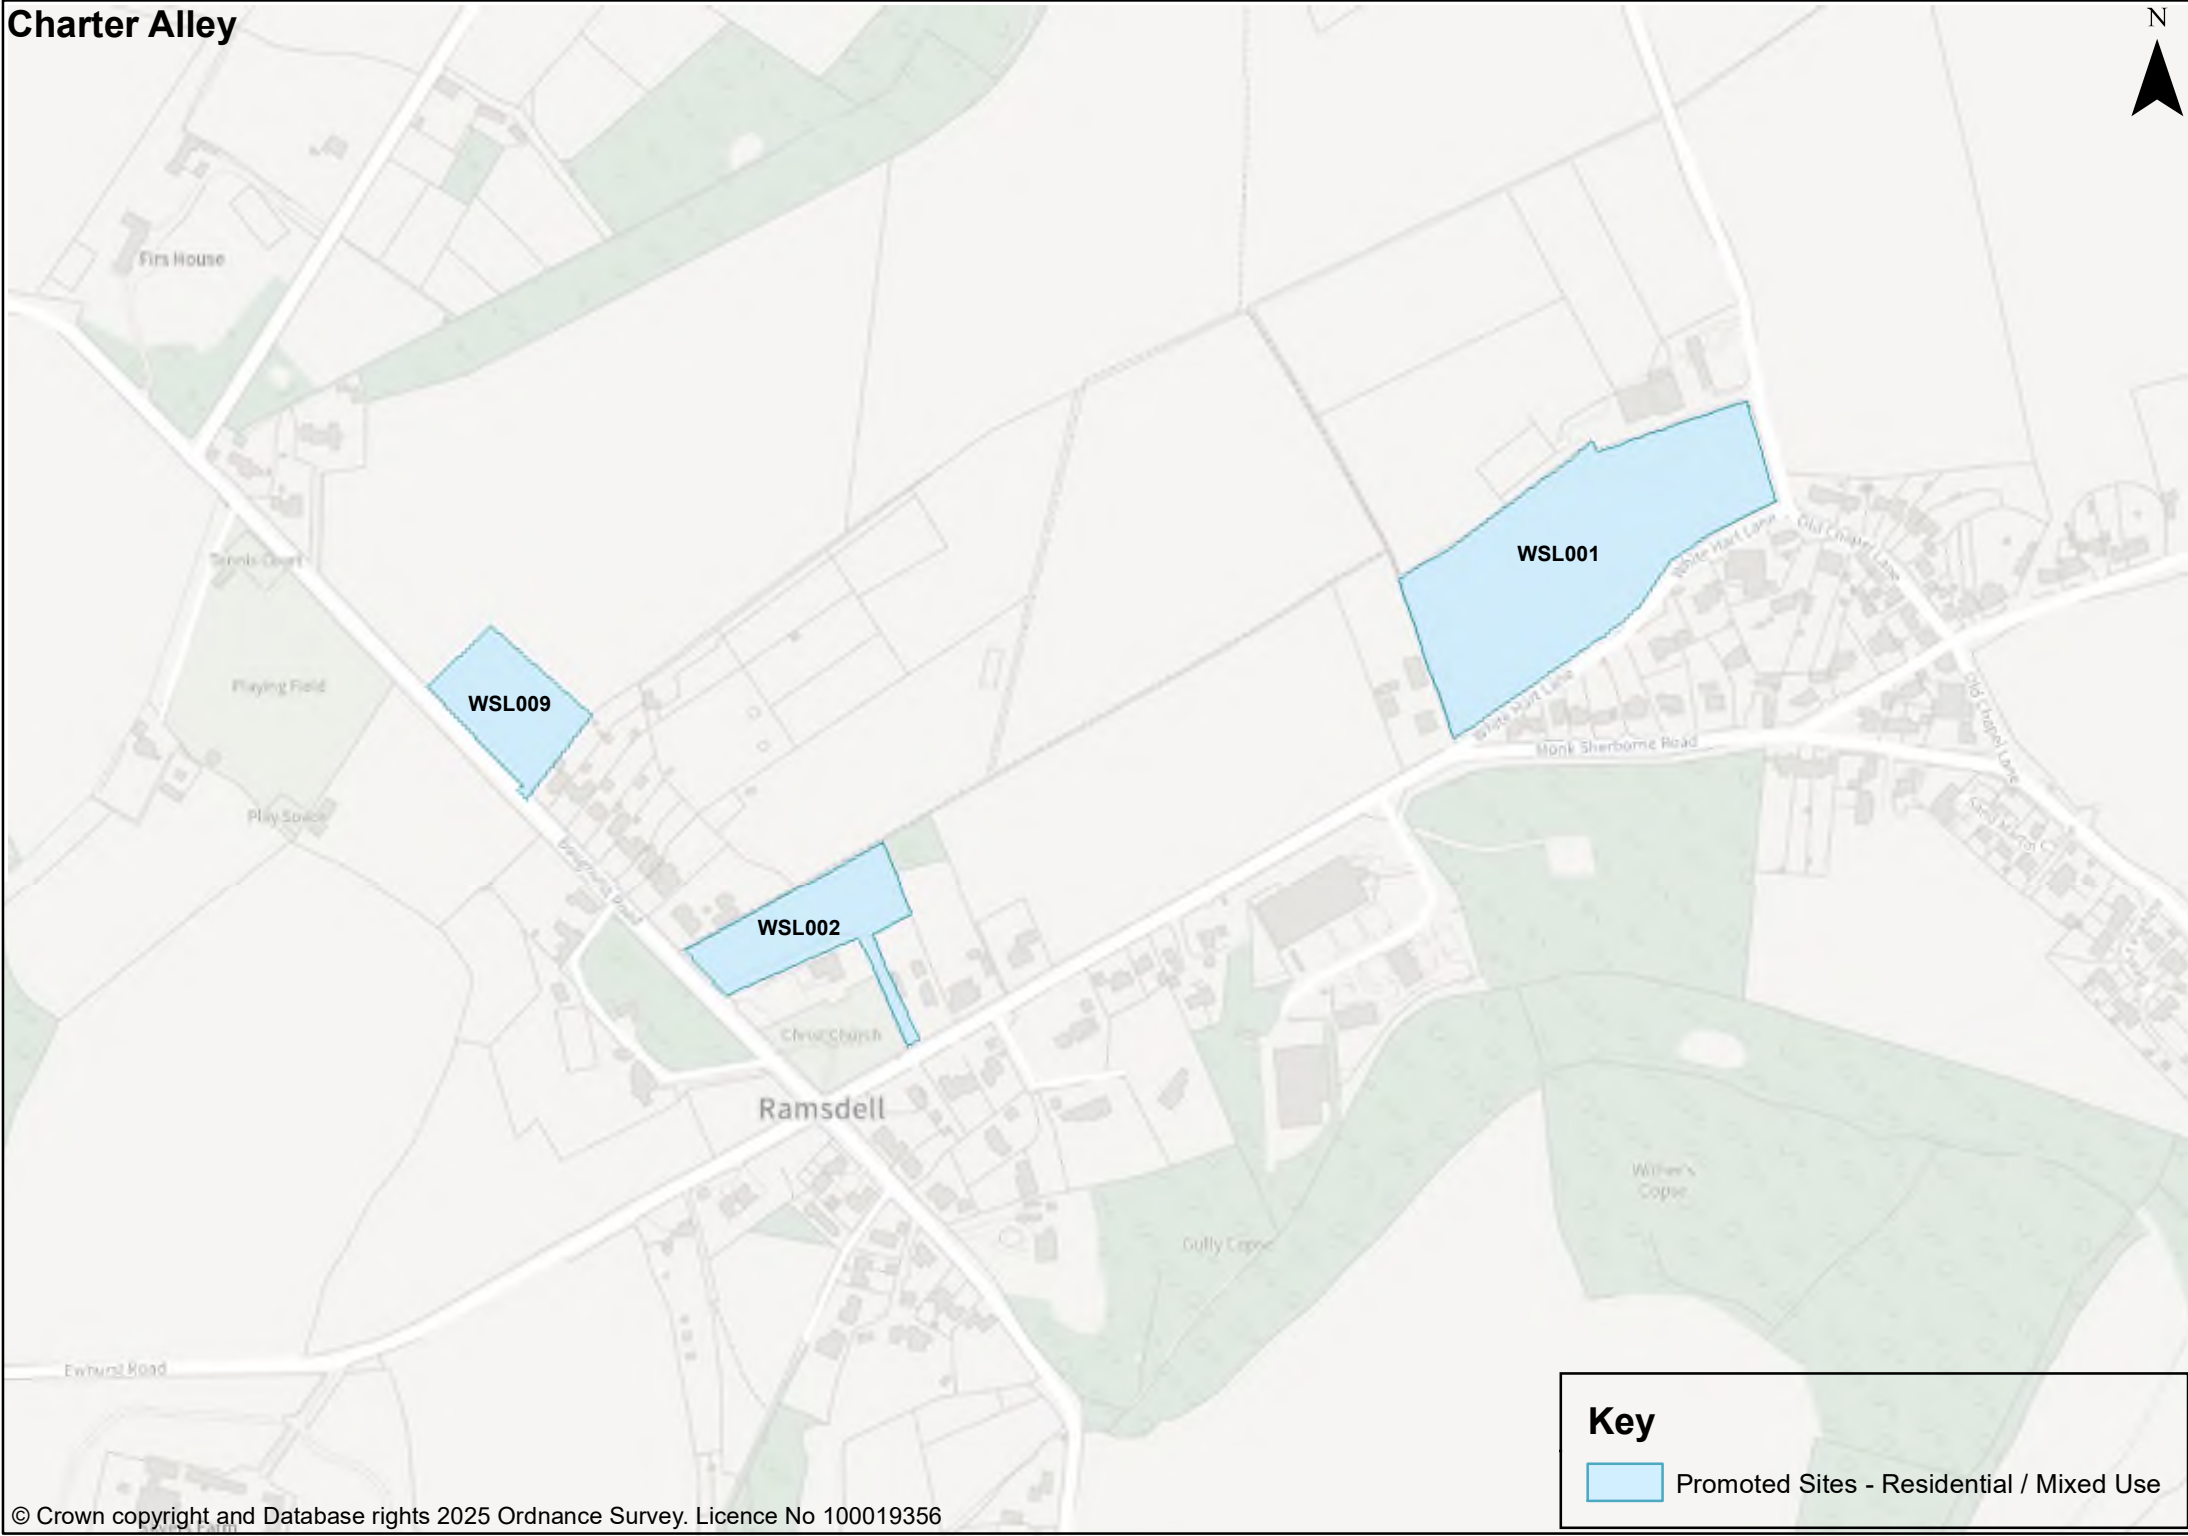 Charter Alley
N
Firs House
Tennis Court
Playing Field
Play Space
WSL009
WSL001
White Hart Lane
Old Chapel Lane
White Hart Lane
Monk Sherborne Road
Old Chapel Lane
WSL002
Christ Church
Ramsdell
Wither's
Copse
Gully Copse
Ewhurst Road
Key
Promoted Sites - Residential / Mixed Use
© Crown copyright and Database rights 2025 Ordnance Survey. Licence No 100019356